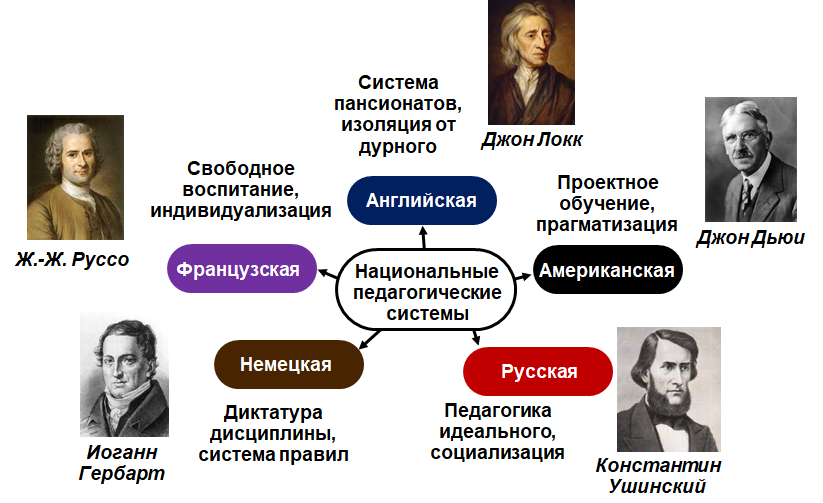 Система
пансионатов,
изоляция от
дурного
Джон Локк
Свободное
воспитание,
индивидуализация
Английская
Проектное
обучение,
прагматизация
Джон Дьюи
Ж.-Ж. Руссо
Французская
Национальные
педагогические
системы
Американская
Немецкая
Русская
Диктатура
дисциплины,
система правил
Педагогика
идеального,
социализация
Иоганн
Гербарт
Константин
Ушинский